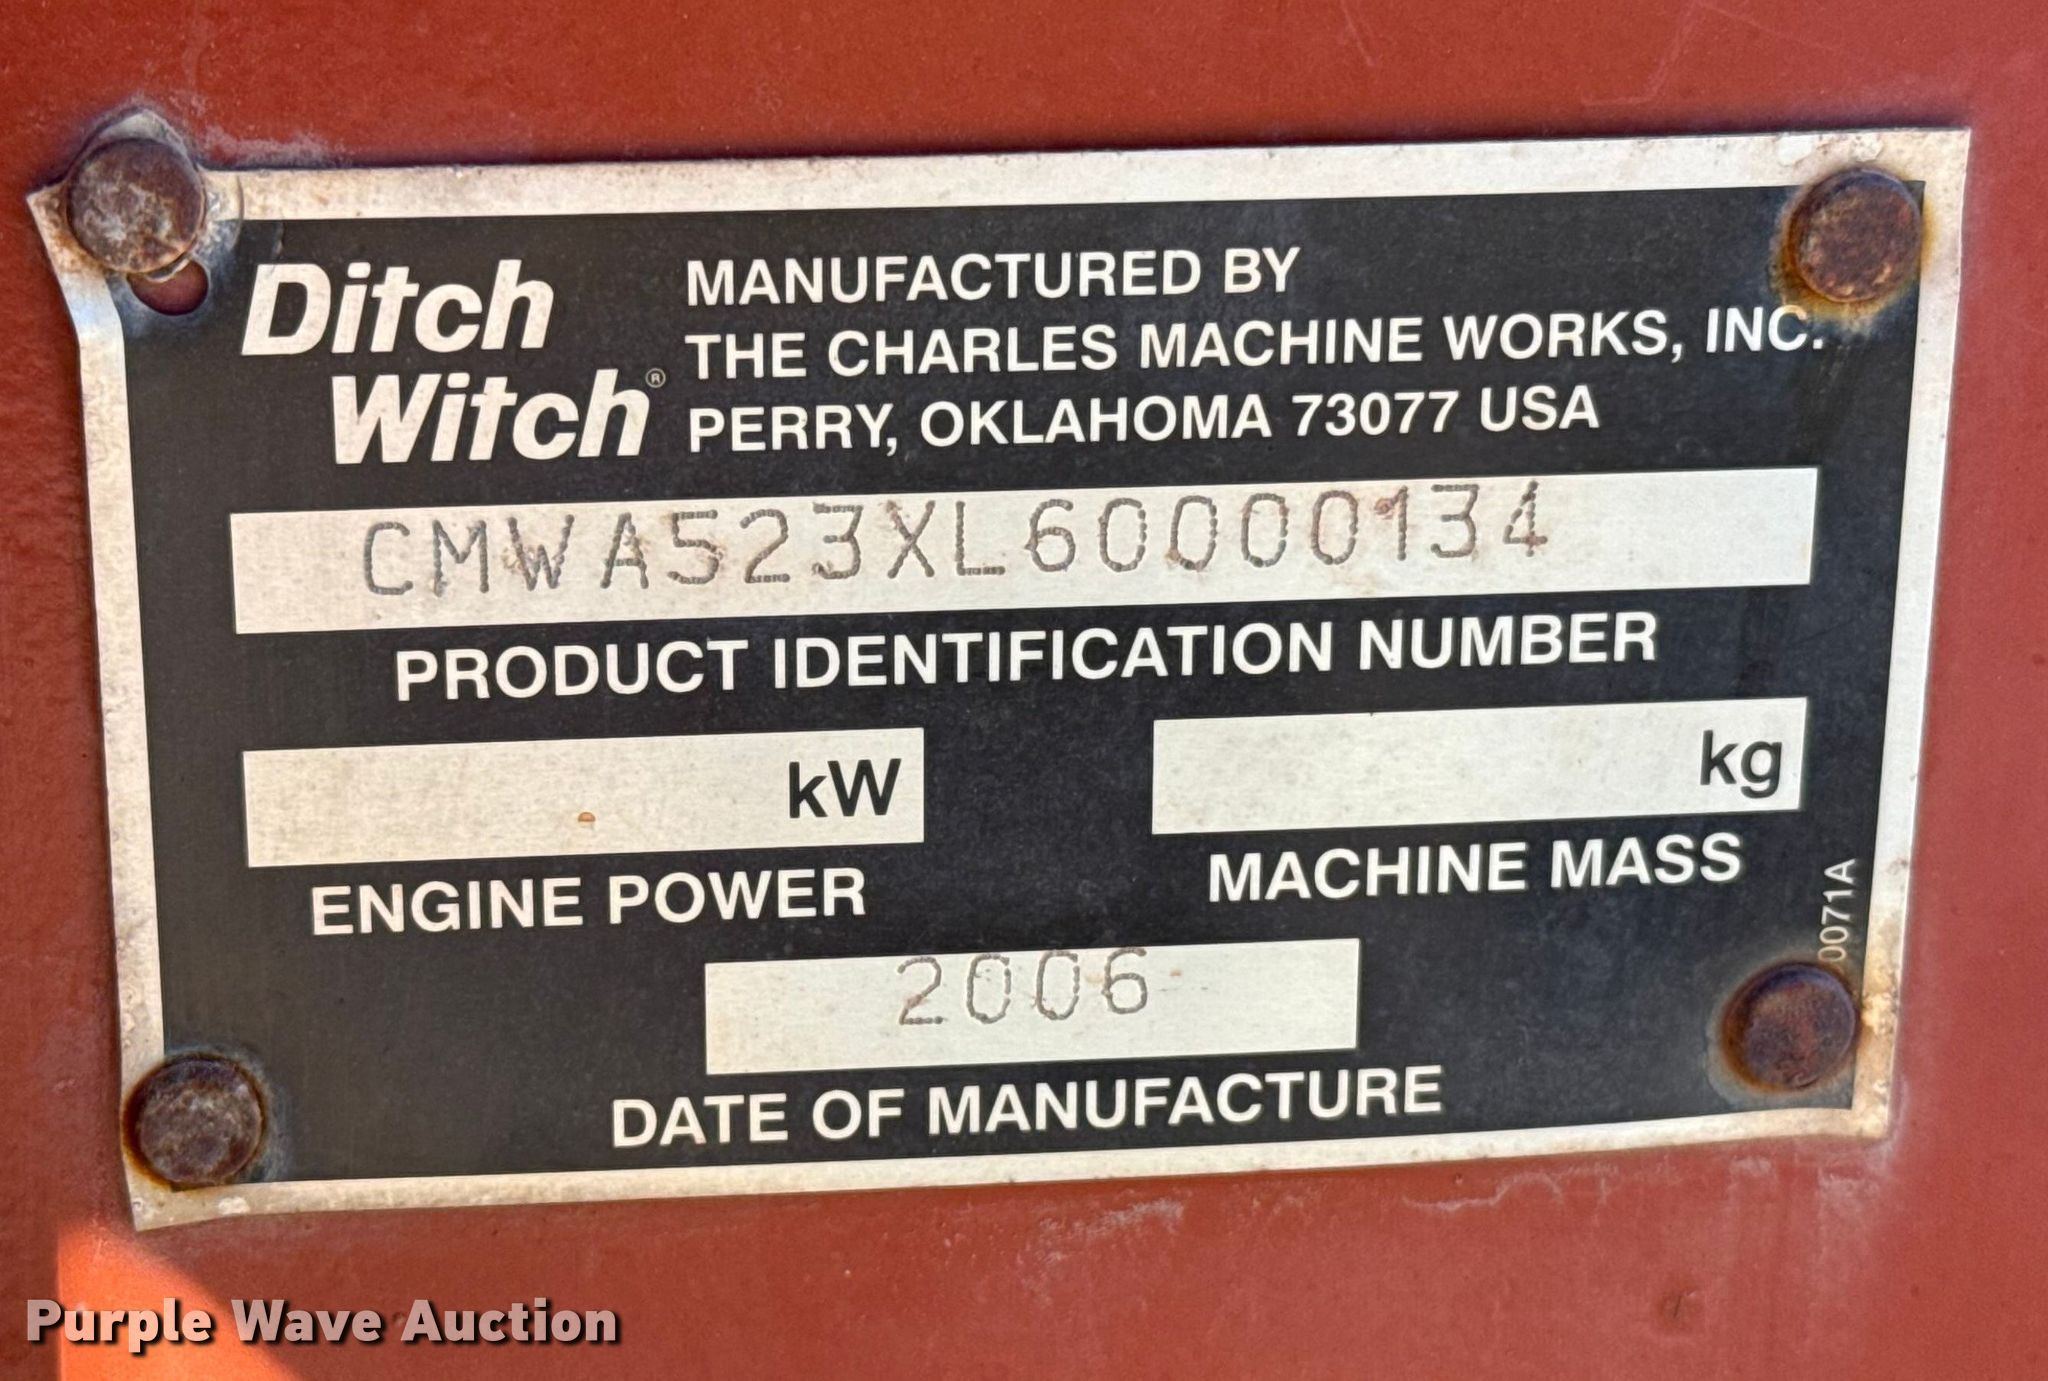 Ditch
Witch®
MANUFACTURED BY
THE CHARLES MACHINE WORKS, INC.
PERRY, OKLAHOMA 73077 USA
CMWA523XL60000134
PRODUCT IDENTIFICATION NUMBER
kW
ENGINE POWER
kg
MACHINE MASS
0071A
2006
DATE OF MANUFACTURE
Purple Wave Auction